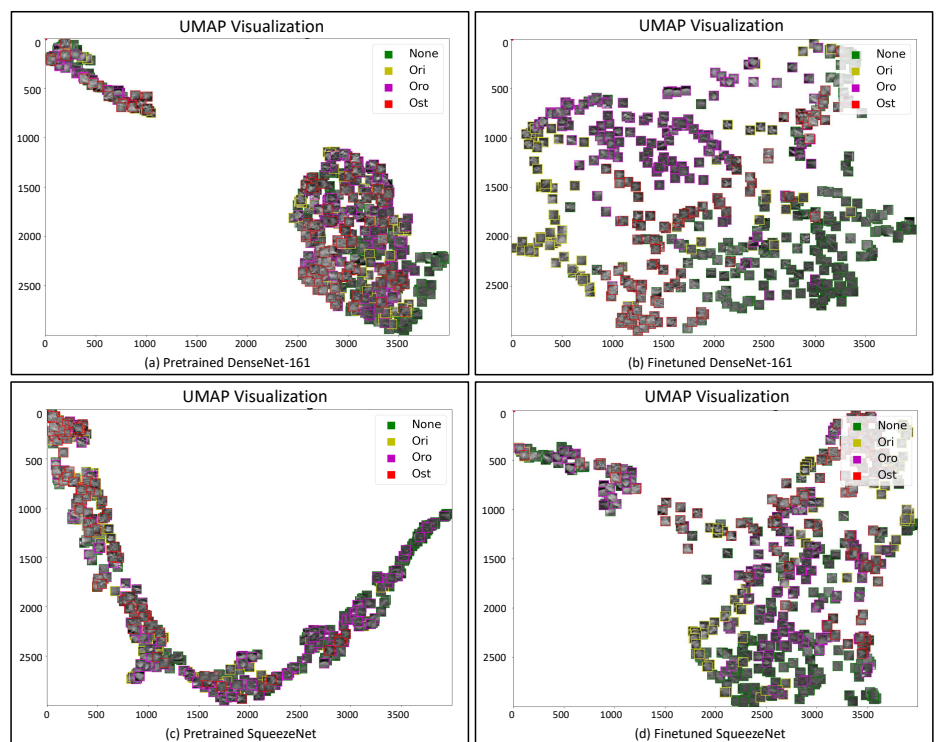 UMAP Visualization
None
Ori
Oro
Ost
0
500
1000
1500
2000
2500
0 500 1000 1500 2000 2500 3000 3500
(a) Pretrained DenseNet-161
UMAP Visualization
None
Ori
Oro
Ost
0
500
1000
1500
2000
2500
0 500 1000 1500 2000 2500 3000 3500
(b) Finetuned DenseNet-161
UMAP Visualization
None
Ori
Oro
Ost
0
500
1000
1500
2000
2500
0 500 1000 1500 2000 2500 3000 3500
(c) Pretrained SqueezeNet
UMAP Visualization
None
Ori
Oro
Ost
0
500
1000
1500
2000
2500
0 500 1000 1500 2000 2500 3000 3500
(d) Finetuned SqueezeNet